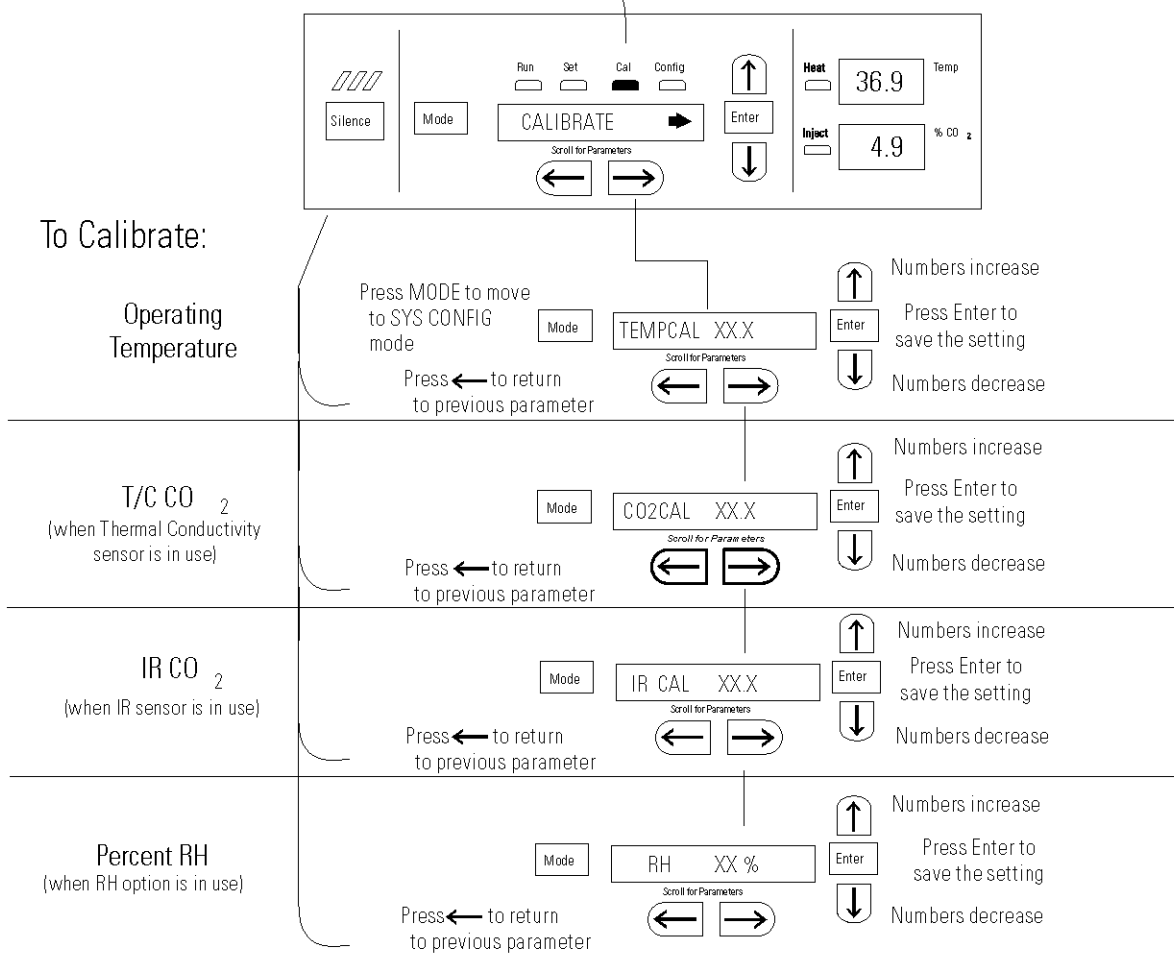 Run Set Cal Config
Heat 36.9 Temp
Silence Mode CALIBRATE Enter
Inject 4.9 % CO 2
Scroll for Parameters
To Calibrate:
Operating
Temperature
Press MODE to move
to SYS CONFIG
mode
Mode
TEMPCAL XX.X
Scroll for Parameters
Numbers increase
Enter
Press Enter to
save the setting
Numbers decrease
Press ← to return
to previous parameter
T/C CO 2
(when Thermal Conductivity
sensor is in use)
Mode
CO2CAL XX.X
Scroll for Parameters
Numbers increase
Enter
Press Enter to
save the setting
Numbers decrease
Press ← to return
to previous parameter
IR CO 2
(when IR sensor is in use)
Mode
IR CAL XX.X
Scroll for Parameters
Numbers increase
Enter
Press Enter to
save the setting
Numbers decrease
Press ← to return
to previous parameter
Percent RH
(when RH option is in use)
Mode
RH XX %
Scroll for Parameters
Numbers increase
Enter
Press Enter to
save the setting
Numbers decrease
Press ← to return
to previous parameter